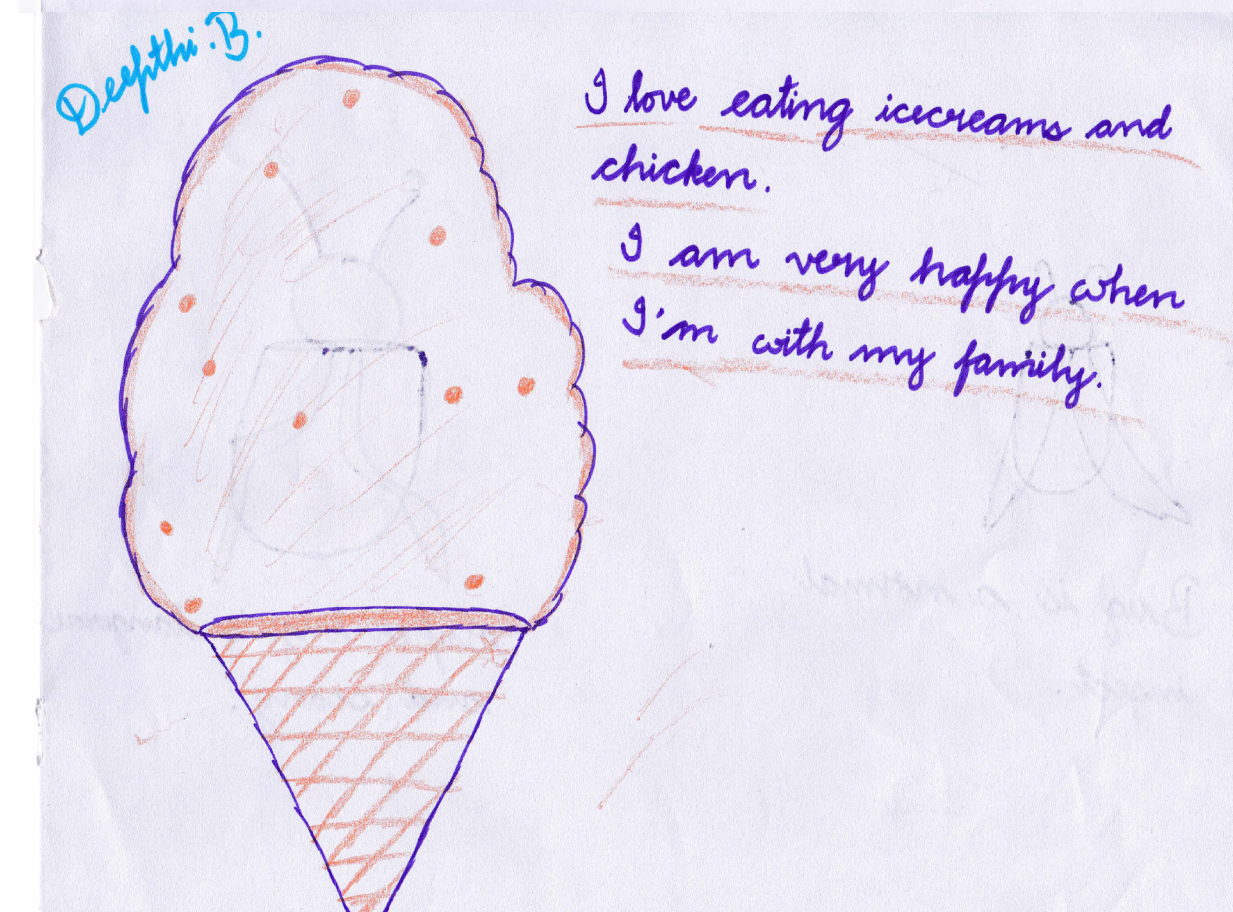 Deepthi.B.
I love eating icecreams and
chicken.
I am very happy when
I'm with my family.